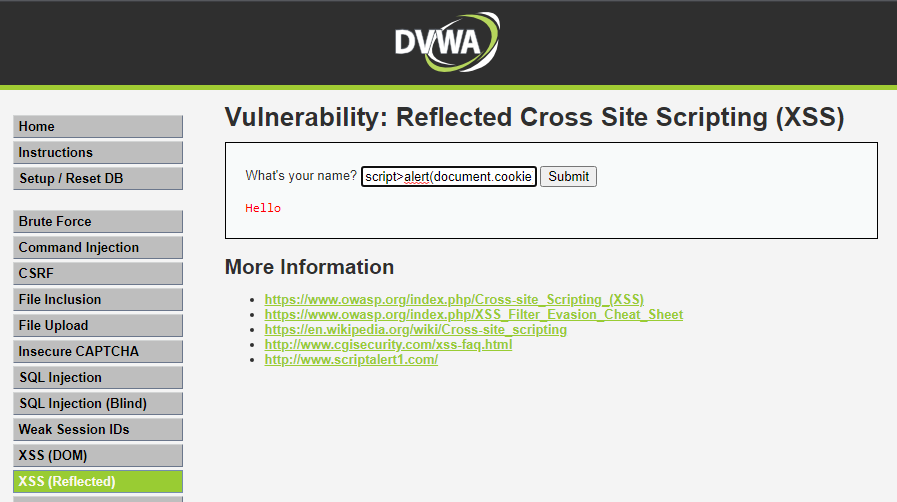 DVWA
Vulnerability: Reflected Cross Site Scripting (XSS)
Home
Instructions
Setup / Reset DB
Brute Force
Command Injection
CSRF
File Inclusion
File Upload
Insecure CAPTCHA
SQL Injection
SQL Injection (Blind)
Weak Session IDs
XSS (DOM)
XSS (Reflected)
What's your name? script>alert(document.cookie Submit
Hello
More Information
https://www.owasp.org/index.php/Cross-site_Scripting_(XSS)
https://www.owasp.org/index.php/XSS_Filter_Evasion_Cheat_Sheet
https://en.wikipedia.org/wiki/Cross-site_scripting
http://www.cgisecurity.com/xss-faq.html
http://www.scriptalert1.com/